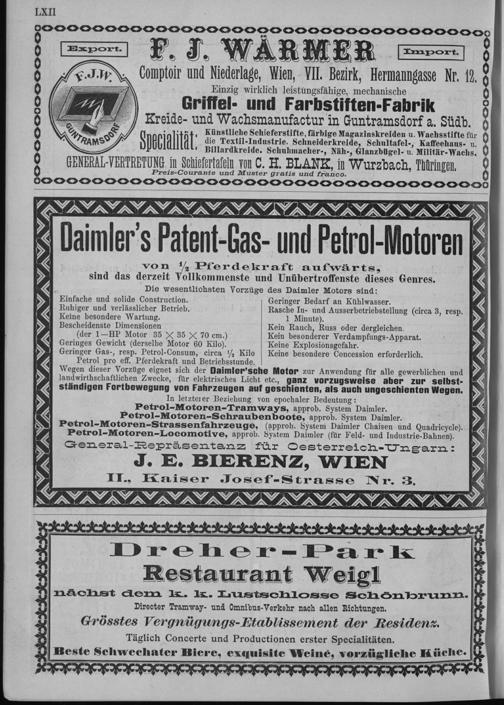 LXII
Export.
F. J. WÄRMER
Import.
F.J.W.
GUNTRAMSDORF
Comptoir und Niederlage, Wien, VII. Bezirk, Hermanngasse Nr. 12.
Einzig wirklich leistungsfähige, mechanische
Griffel- und Farbstiften-Fabrik
Kreide- und Wachsmanufactur in Guntramsdorf a. Südb.
Specialität: Künstliche Schieferstifte, färbige Magazinskreiden u. Wachsstifte für
die Textil-Industrie. Schneiderkreide, Schultafel-, Kaffeehaus- u.
Billardkreide. Schuhmacher-, Näh-, Glanzbügel- u. Militär-Wachs.
GENERAL-VERTRETUNG in Schiefertafeln von C. H. BLANK, in Wurzbach, Thüringen.
Preis-Courante und Muster gratis und franco.
Daimler's Patent-Gas- und Petrol-Motoren
von ½ Pferdekraft aufwärts,
sind das derzeit Vollkommenste und Unübertroffenste dieses Genres.
Die wesentlichsten Vorzüge des Daimler Motors sind:
Einfache und solide Construction.
Ruhiger und verlässlicher Betrieb.
Keine besondere Wartung.
Bescheidenste Dimensionen
(der 1—HP Motor 35 × 35 × 70 cm.)
Geringes Gewicht (derselbe Motor 60 Kilo).
Geringer Gas-, resp. Petrol-Consum, circa ½ Kilo
Petrol pro eff. Pferdekraft und Betriebsstunde.
Geringer Bedarf an Kühlwasser.
Rasche In- und Ausserbetriebstellung (circa 3, resp.
1 Minute).
Kein Rauch, Russ oder dergleichen.
Kein besonderer Verdampfungs-Apparat.
Keine Explosionsgefahr.
Keine besondere Concession erforderlich.
Wegen dieser Vorzüge eignet sich der Daimler'sche Motor zur Anwendung für alle gewerblichen und
landwirthschaftlichen Zwecke, für elektrisches Licht etc., ganz vorzugsweise aber zur selbst-
ständigen Fortbewegung von Fahrzeugen auf geschienten, als auch ungeschienten Wegen.
In letzterer Beziehung von epochaler Bedeutung:
Petrol-Motoren-Tramways, approb. System Daimler.
Petrol-Motoren-Schraubenboote, approb. System Daimler.
Petrol-Motoren-Strassenfahrzeuge, (approb. System Daimler Chaisen und Quadricycle).
Petrol-Motoren-Locomotive, approb. System Daimler (für Feld- und Industrie-Bahnen).
General-Repräsentanz für Oesterreich-Ungarn:
J. E. BIERENZ, WIEN
II., Kaiser Josef-Strasse Nr. 3.
Dreher-Park
Restaurant Weigl
nächst dem k. k. Lustschlosse Schönbrunn.
Directer Tramway- und Omnibus-Verkehr nach allen Richtungen.
Grösstes Vergnügungs-Etablissement der Residenz.
Täglich Concerte und Productionen erster Specialitäten.
Beste Schwechater Biere, exquisite Weine, vorzügliche Küche.